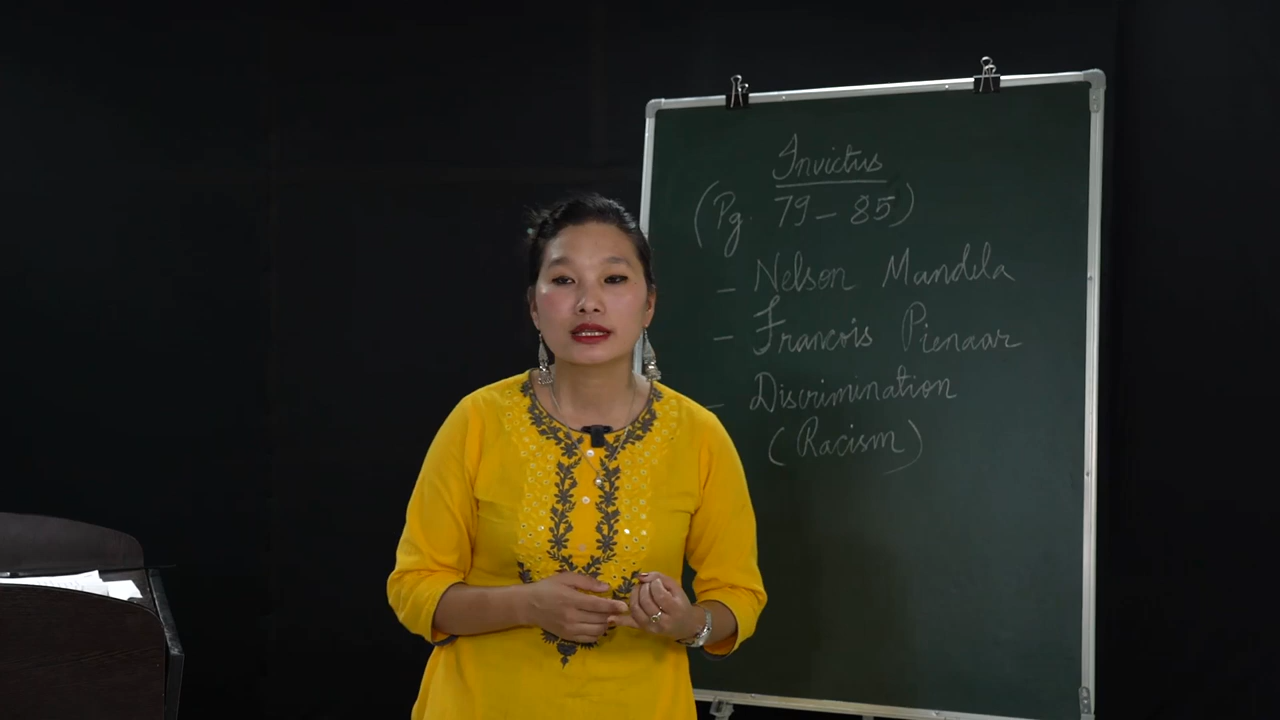 Invictus
(Pg. 79 - 85)
- Nelson Mandela
- Francois Pienaar
- Discrimination
(Racism)